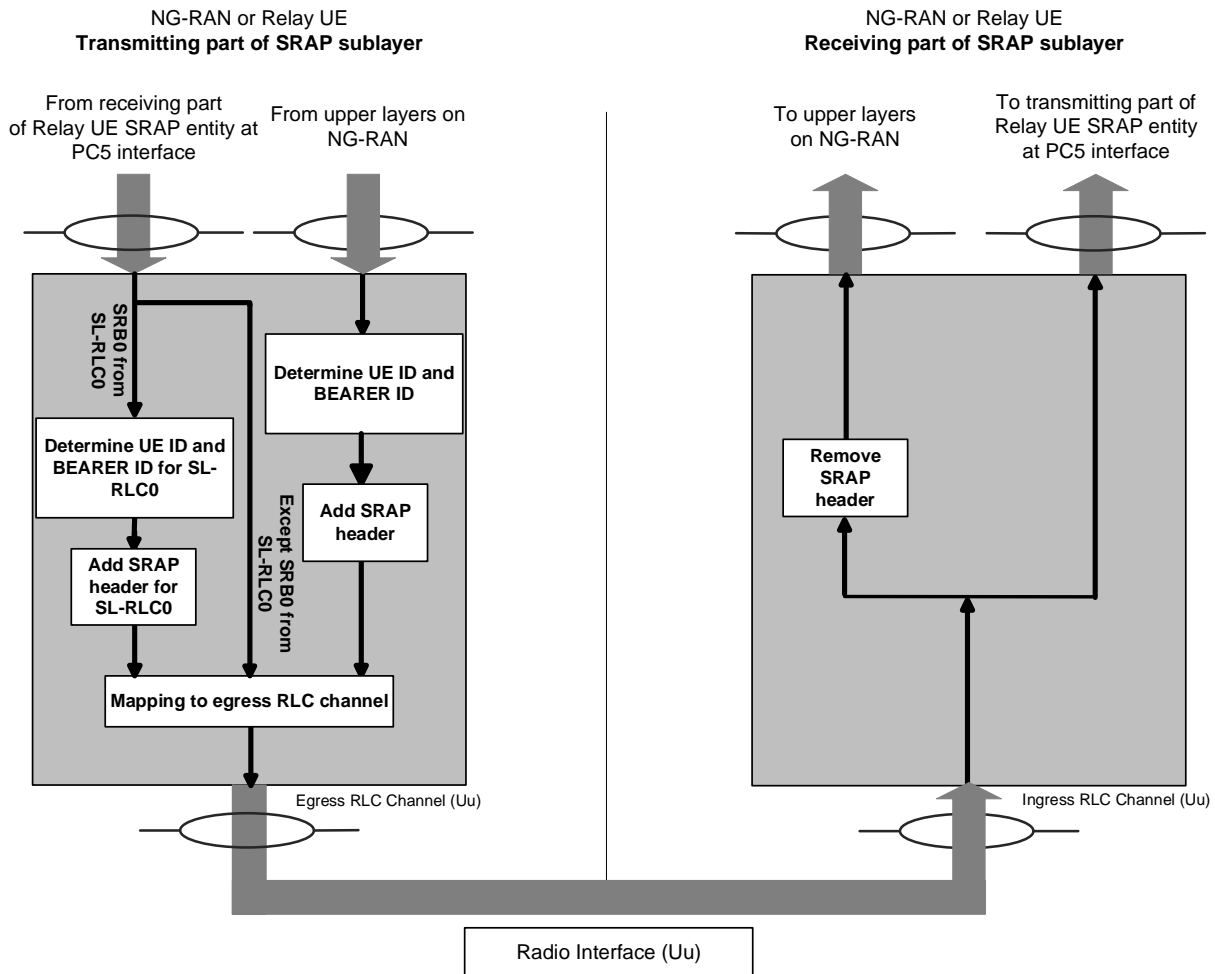 NG-RAN or Relay UE
Transmitting part of SRAP sublayer
From receiving part
of Relay UE SRAP entity at
PC5 interface
From upper layers on
NG-RAN
SRB0 from
SL-RLC0
Determine UE ID and
BEARER ID
Determine UE ID and
BEARER ID for SL-
RLC0
Except SRB0 from
SL-RLC0
Add SRAP
header
Add SRAP
header for
SL-RLC0
Mapping to egress RLC channel
Egress RLC Channel (Uu)
NG-RAN or Relay UE
Receiving part of SRAP sublayer
To upper layers
on NG-RAN
To transmitting part of
Relay UE SRAP entity
at PC5 interface
Remove
SRAP
header
Ingress RLC Channel (Uu)
Radio Interface (Uu)